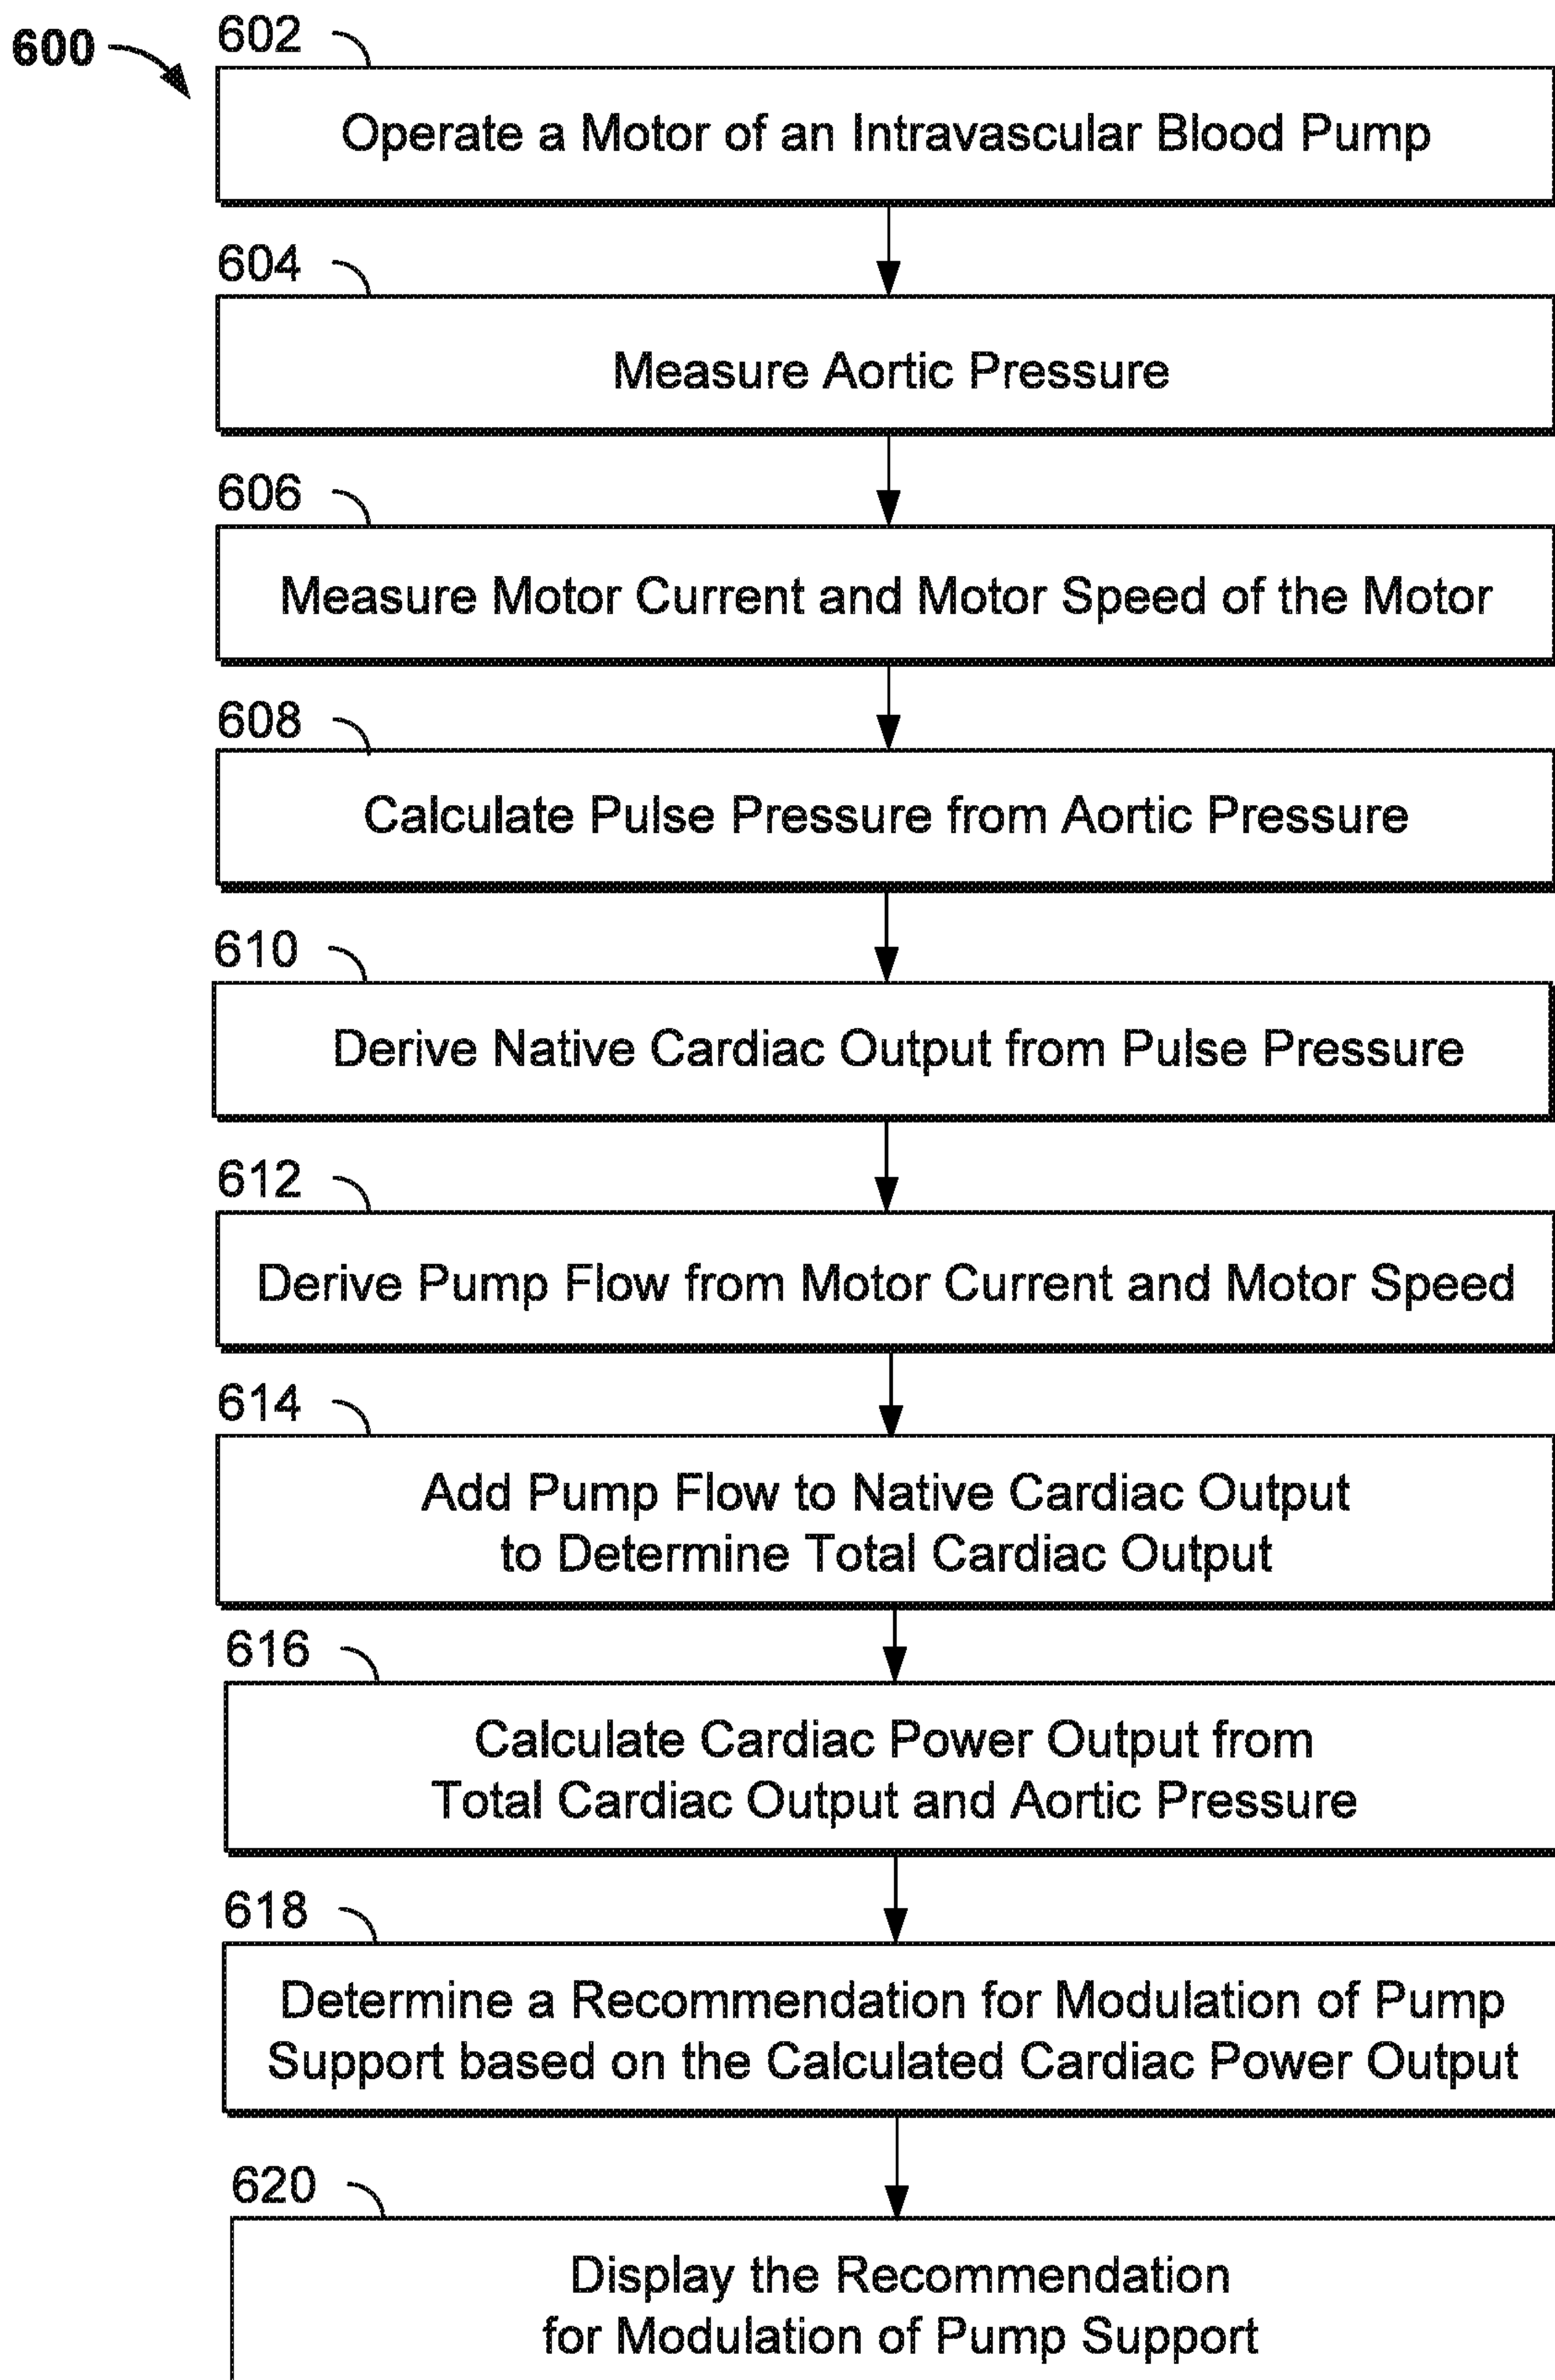 600
602
Operate a Motor of an Intravascular Blood Pump
604
Measure Aortic Pressure
606
Measure Motor Current and Motor Speed of the Motor
608
Calculate Pulse Pressure from Aortic Pressure
610
Derive Native Cardiac Output from Pulse Pressure
612
Derive Pump Flow from Motor Current and Motor Speed
614
Add Pump Flow to Native Cardiac Output
to Determine Total Cardiac Output
616
Calculate Cardiac Power Output from
Total Cardiac Output and Aortic Pressure
618
Determine a Recommendation for Modulation of Pump
Support based on the Calculated Cardiac Power Output
620
Display the Recommendation
for Modulation of Pump Support